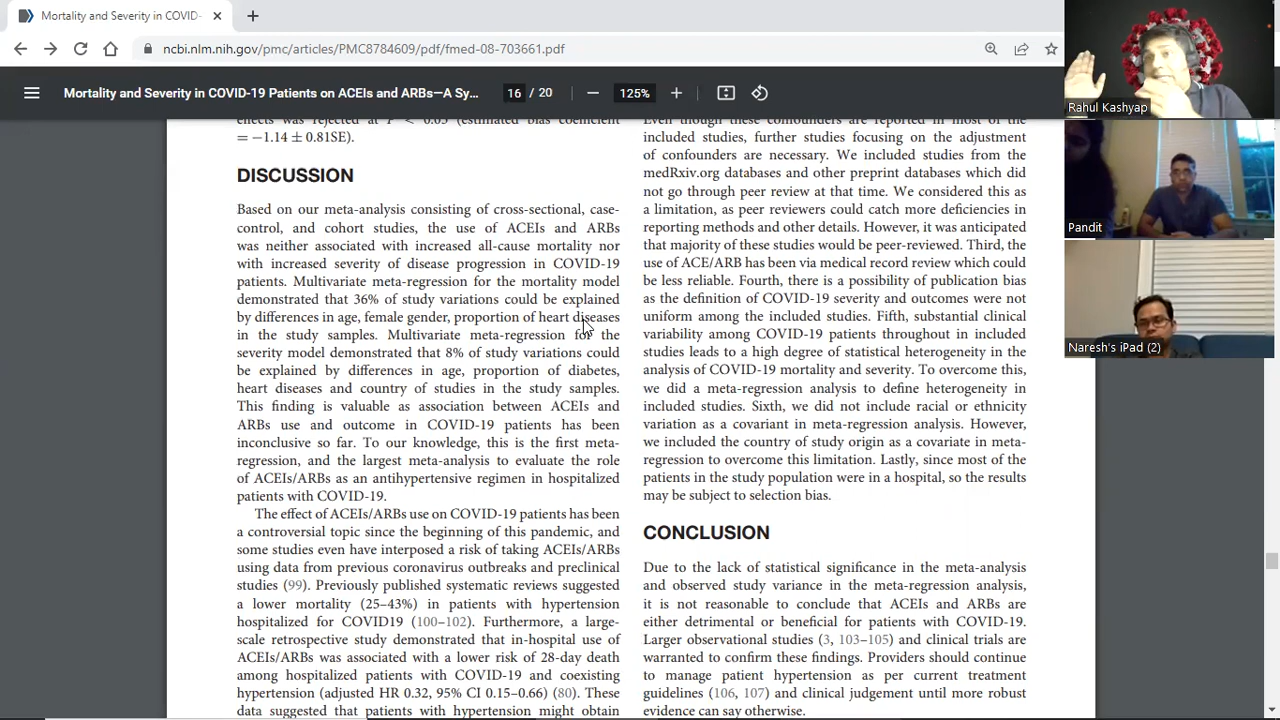 Mortality and Severity in COVID-
ncbi.nlm.nih.gov/pmc/articles/PMC8784609/pdf/fmed-08-703661.pdf
Mortality and Severity in COVID-19 Patients on ACEIs and ARBs—A Sy...
16 / 20
125%
= −1.14 ± 0.81SE).
DISCUSSION
Based on our meta-analysis consisting of cross-sectional, case-
control, and cohort studies, the use of ACEIs and ARBs
was neither associated with increased all-cause mortality nor
with increased severity of disease progression in COVID-19
patients. Multivariate meta-regression for the mortality model
demonstrated that 36% of study variations could be explained
by differences in age, female gender, proportion of heart diseases
in the study samples. Multivariate meta-regression for the
severity model demonstrated that 8% of study variations could
be explained by differences in age, proportion of diabetes,
heart diseases and country of studies in the study samples.
This finding is valuable as association between ACEIs and
ARBs use and outcome in COVID-19 patients has been
inconclusive so far. To our knowledge, this is the first meta-
regression, and the largest meta-analysis to evaluate the role
of ACEIs/ARBs as an antihypertensive regimen in hospitalized
patients with COVID-19.
The effect of ACEIs/ARBs use on COVID-19 patients has been
a controversial topic since the beginning of this pandemic, and
some studies even have interposed a risk of taking ACEIs/ARBs
using data from previous coronavirus outbreaks and preclinical
studies (99). Previously published systematic reviews suggested
a lower mortality (25–43%) in patients with hypertension
hospitalized for COVID19 (100–102). Furthermore, a large-
scale retrospective study demonstrated that in-hospital use of
ACEIs/ARBs was associated with a lower risk of 28-day death
among hospitalized patients with COVID-19 and coexisting
hypertension (adjusted HR 0.32, 95% CI 0.15–0.66) (80). These
data suggested that patients with hypertension might obtain
Even though these confounders are reported in most of the
included studies, further studies focusing on the adjustment
of confounders are necessary. We included studies from the
medRxiv.org databases and other preprint databases which did
not go through peer review at that time. We considered this as
a limitation, as peer reviewers could catch more deficiencies in
reporting methods and other details. However, it was anticipated
that majority of these studies would be peer-reviewed. Third, the
use of ACE/ARB has been via medical record review which could
be less reliable. Fourth, there is a possibility of publication bias
as the definition of COVID-19 severity and outcomes were not
uniform among the included studies. Fifth, substantial clinical
variability among COVID-19 patients throughout in included
studies leads to a high degree of statistical heterogeneity in the
analysis of COVID-19 mortality and severity. To overcome this,
we did a meta-regression analysis to define heterogeneity in
included studies. Sixth, we did not include racial or ethnicity
variation as a covariant in meta-regression analysis. However,
we included the country of study origin as a covariate in meta-
regression to overcome this limitation. Lastly, since most of the
patients in the study population were in a hospital, so the results
may be subject to selection bias.
CONCLUSION
Due to the lack of statistical significance in the meta-analysis
and observed study variance in the meta-regression analysis,
it is not reasonable to conclude that ACEIs and ARBs are
either detrimental or beneficial for patients with COVID-19.
Larger observational studies (3, 103–105) and clinical trials are
warranted to confirm these findings. Providers should continue
to manage patient hypertension as per current treatment
guidelines (106, 107) and clinical judgement until more robust
evidence can say otherwise.
Rahul Kashyap
Pandit
Naresh's iPad (2)